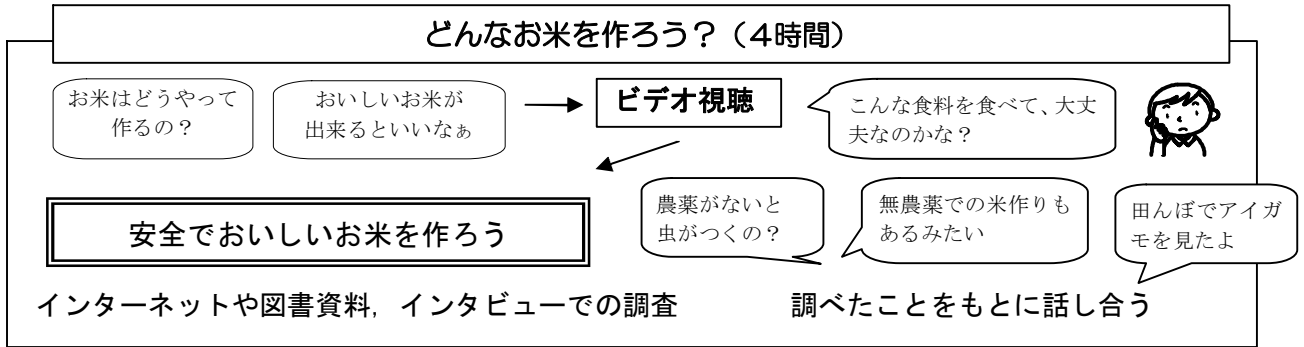 どんなお米を作ろう？（４時間）
お米はどうやって
作るの？
おいしいお米が
出来るといいなぁ
ビデオ視聴
こんな食料を食べて、大丈
夫なのかな？
農薬がないと
虫がつくの？
無農薬での米作りも
あるみたい
田んぼでアイガ
モを見たよ
安全でおいしいお米を作ろう
インターネットや図書資料，インタビューでの調査
調べたことをもとに話し合う